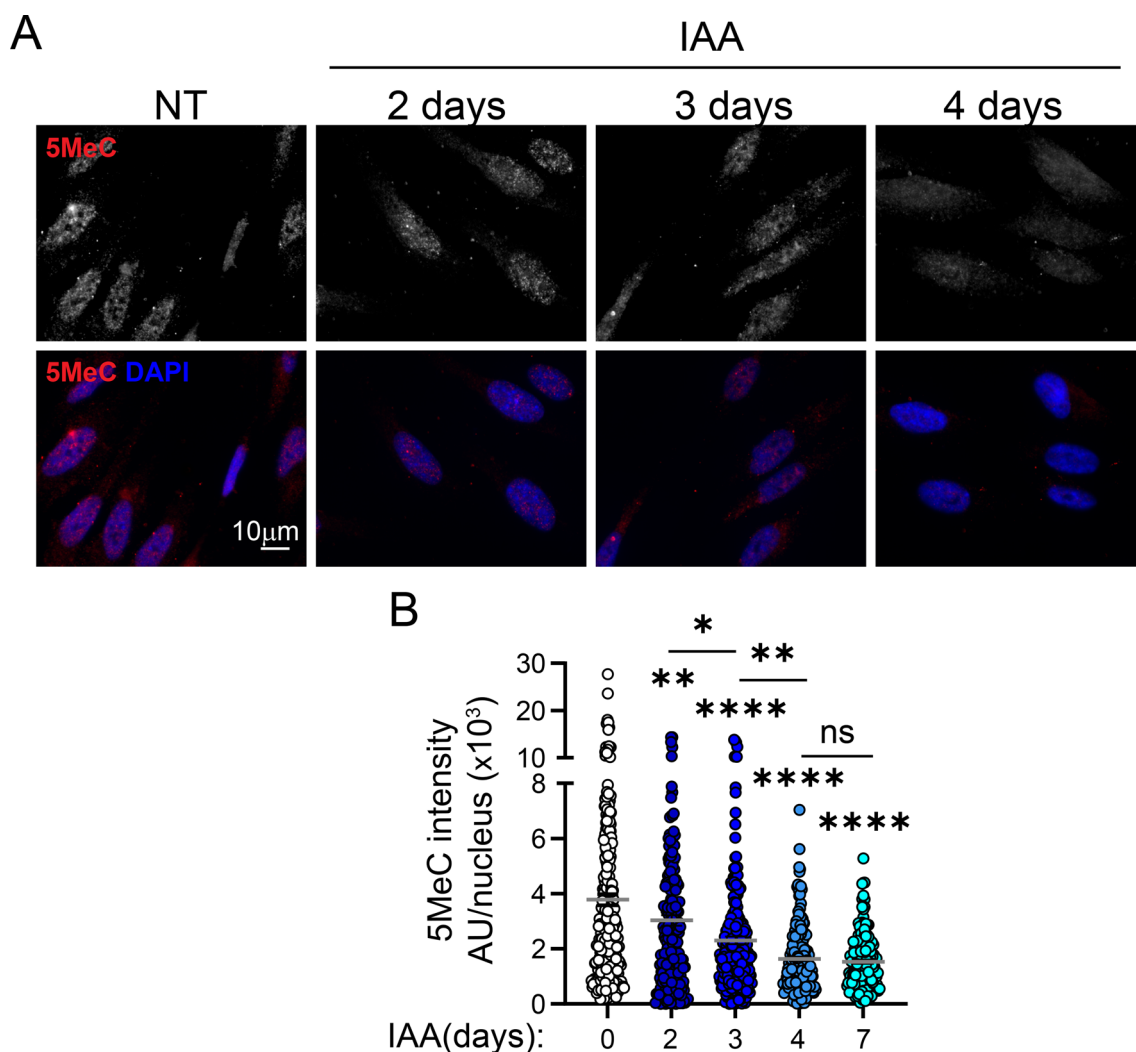 A
IAA
NT 2 days 3 days 4 days
5MeC
5MeC DAPI
10μm
B
5MeC intensity
AU/nucleus (x10³)
30
20
10
8
6
4
2
0
*
**
**
****
ns
****
****
IAA(days): 0 2 3 4 7